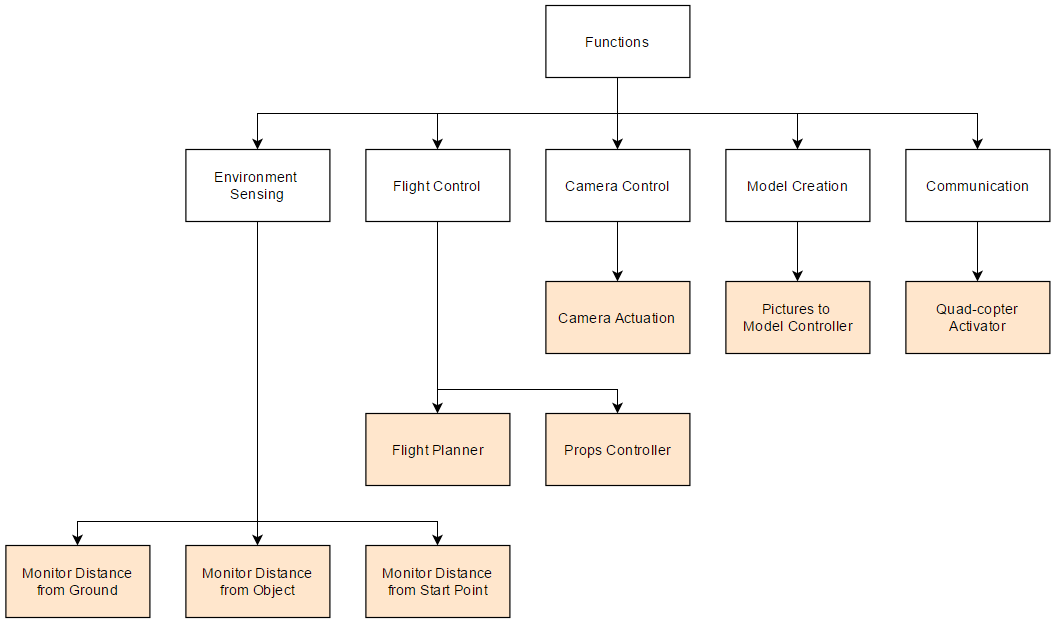 Functions
Environment
Sensing
Flight Control
Camera Control
Model Creation
Communication
Camera Actuation
Pictures to
Model Controller
Quad-copter
Activator
Flight Planner
Props Controller
Monitor Distance
from Ground
Monitor Distance
from Object
Monitor Distance
from Start Point